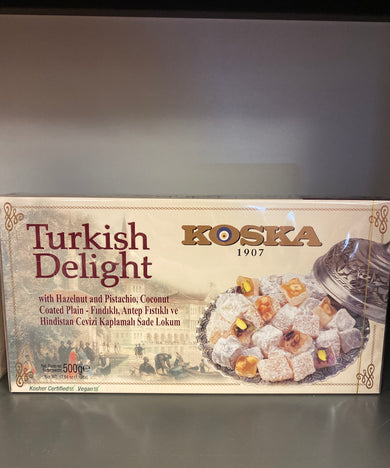 Turkish
Delight
KOSKA
1907
with Hazelnut and Pistachio, Coconut
Coated Plain - Fındıklı, Antep Fıstıklı ve
Hindistan Cevizi Kaplamalı Sade Lokum
500g℮
Kosher Certified Vegan